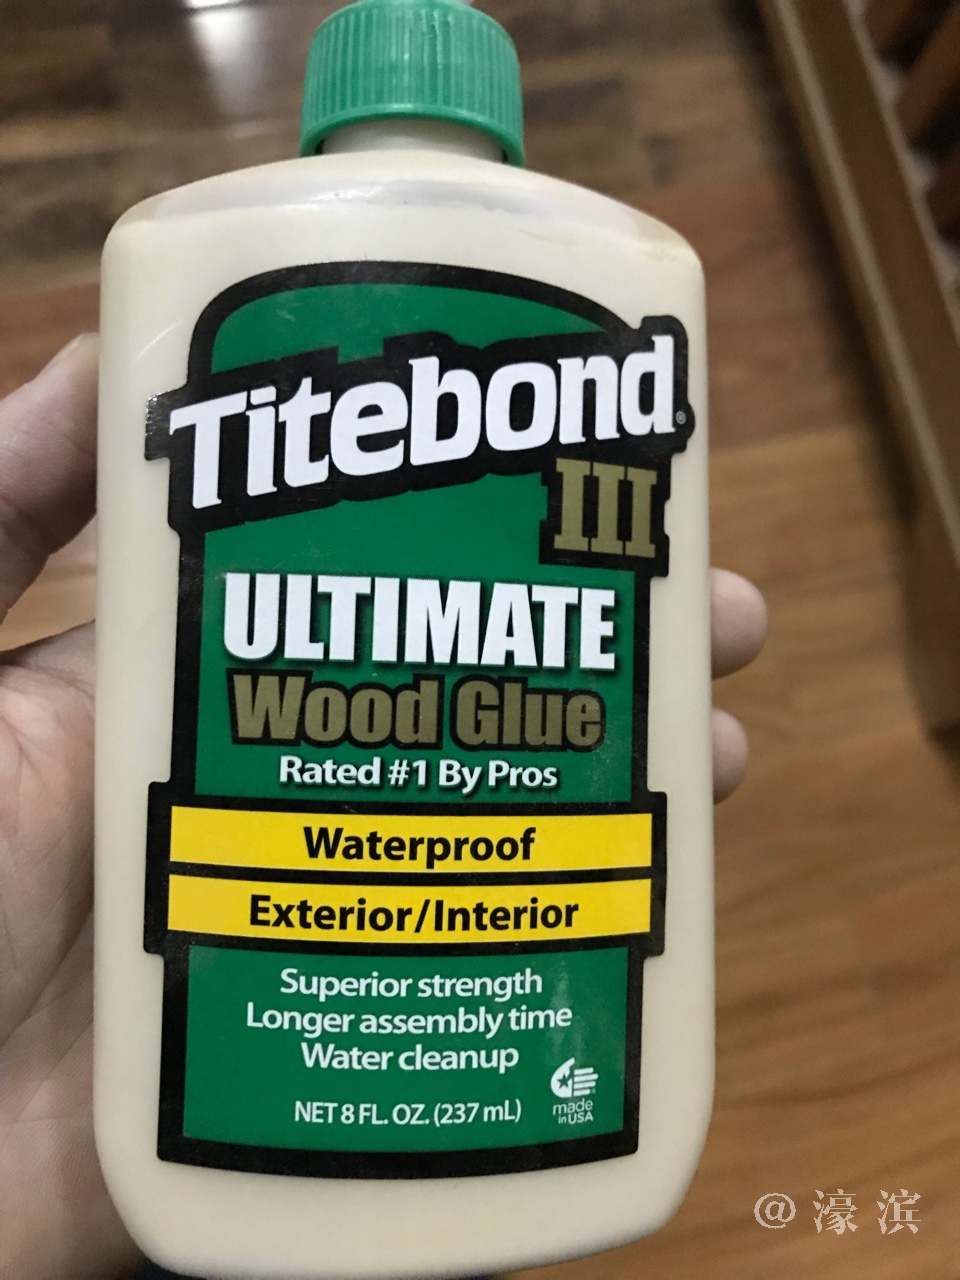 Titebond®
III
ULTIMATE
Wood Glue
Rated #1 By Pros
Waterproof
Exterior/Interior
Superior strength
Longer assembly time
Water cleanup
NET 8 FL. OZ. (237 mL)
made
in USA
@濠滨